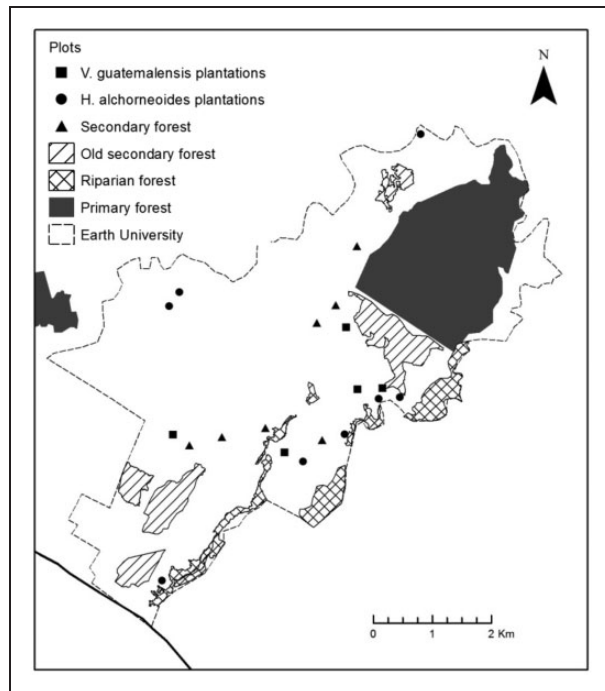 Plots
V. guatemalensis plantations
H. alchorneoides plantations
Secondary forest
Old secondary forest
Riparian forest
Primary forest
Earth University
N
0 1 2 Km